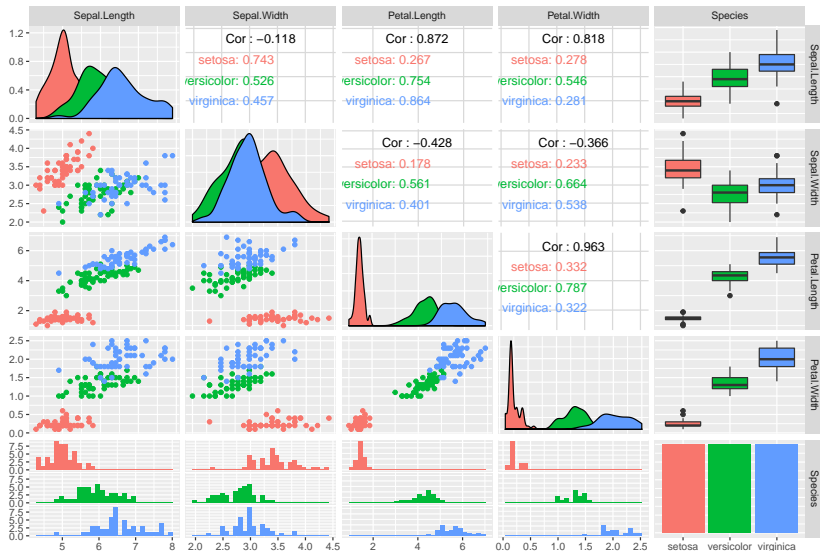 Sepal.Length Sepal.Width Petal.Length Petal.Width Species
1.2
0.8
0.4
0.0
Cor : −0.118
setosa: 0.743
versicolor: 0.526
virginica: 0.457
Cor : 0.872
setosa: 0.267
versicolor: 0.754
virginica: 0.864
Cor : 0.818
setosa: 0.278
versicolor: 0.546
virginica: 0.281
Sepal.Length
4.5
4.0
3.5
3.0
2.5
2.0
Cor : −0.428
setosa: 0.178
versicolor: 0.561
virginica: 0.401
Cor : −0.366
setosa: 0.233
versicolor: 0.664
virginica: 0.538
Sepal.Width
6
4
2
Cor : 0.963
setosa: 0.332
versicolor: 0.787
virginica: 0.322
Petal.Length
2.5
2.0
1.5
1.0
0.5
0.0
Petal.Width
7.5
5.0
2.5
0.0
7.5
5.0
2.5
0.0
7.5
5.0
2.5
0.0
Species
5 6 7 8 2.0 2.5 3.0 3.5 4.0 4.5 2 4 6 0.0 0.5 1.0 1.5 2.0 2.5 setosa versicolor virginica